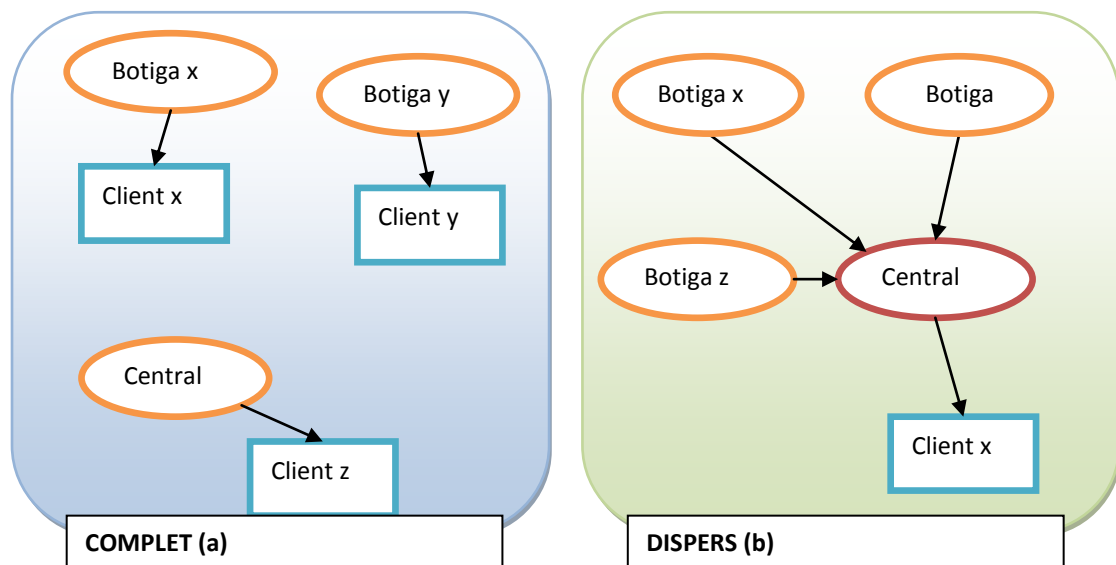 Botiga x
Botiga y
Client x
Client y
Central
Client z
COMPLET (a)
Botiga x
Botiga
Botiga z
Central
Client x
DISPERS (b)